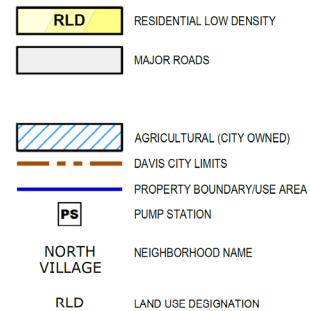 RLD RESIDENTIAL LOW DENSITY
MAJOR ROADS
AGRICULTURAL (CITY OWNED)
DAVIS CITY LIMITS
PROPERTY BOUNDARY/USE AREA
PS PUMP STATION
NORTH
VILLAGE
NEIGHBORHOOD NAME
RLD LAND USE DESIGNATION